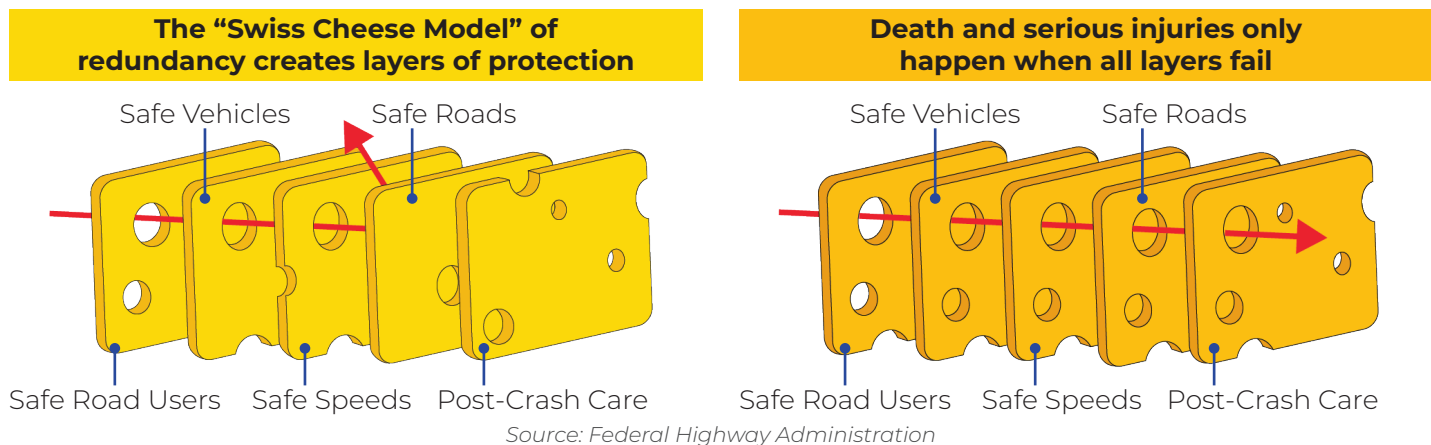 The “Swiss Cheese Model” of
redundancy creates layers of protection
Safe Vehicles
Safe Roads
Safe Road Users
Safe Speeds
Post-Crash Care
Death and serious injuries only
happen when all layers fail
Safe Vehicles
Safe Roads
Safe Road Users
Safe Speeds
Post-Crash Care
Source: Federal Highway Administration